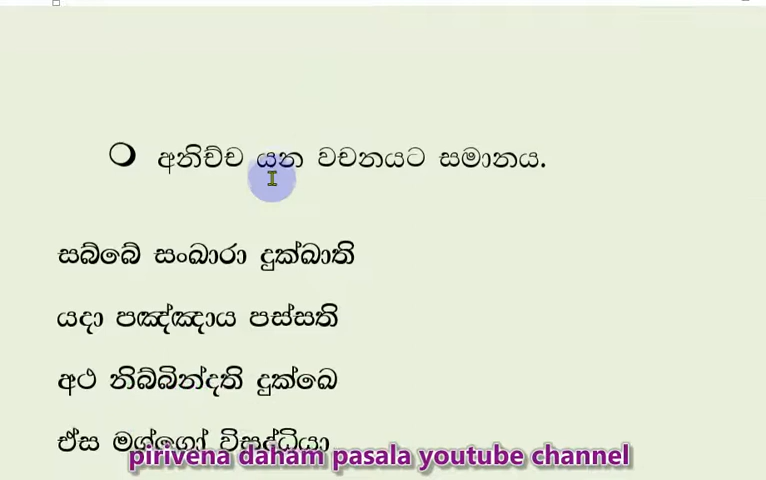 අනිච්ච යන වචනයට සමානය.
සබ්බේ සංඛාරා දුක්ඛාති
යදා පඤ්ඤාය පස්සති
අථ නිබ්බින්දති දුක්ඛෙ
ඒස මග්ගෝ විසුද්ධියා
pirivena daham pasala youtube channel